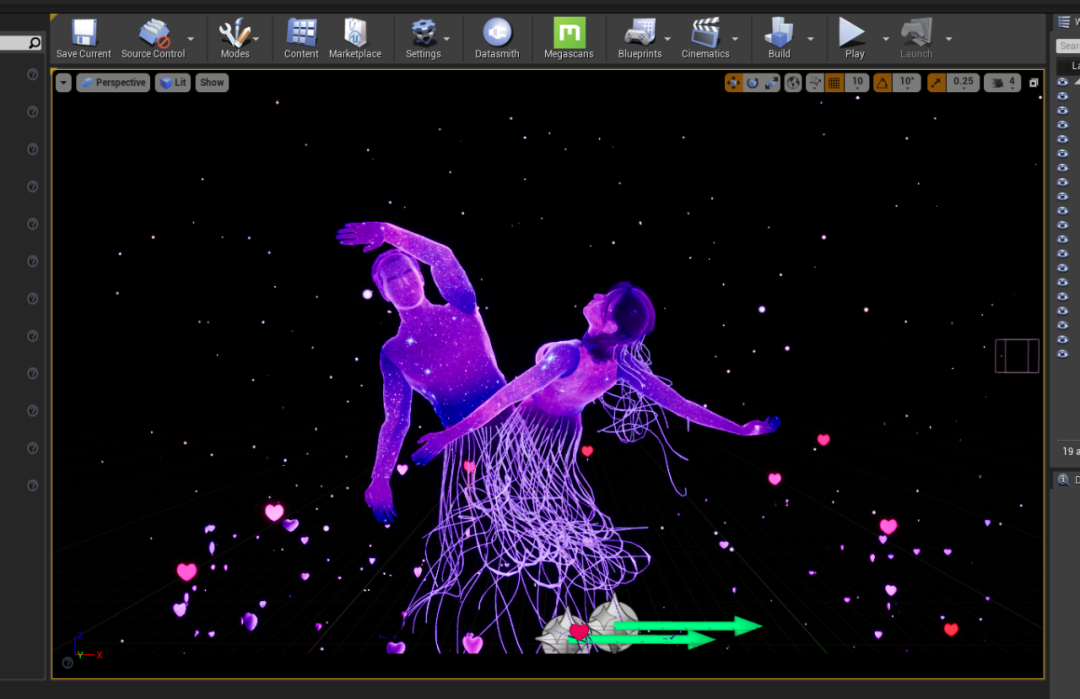 Save Current Source Control Modes Content Marketplace Settings Datasmith Megascans Blueprints Cinematics Build Play Launch
Perspective Lit Show 10 10° 0.25 4
Sear
La
19 a
Z
Y X